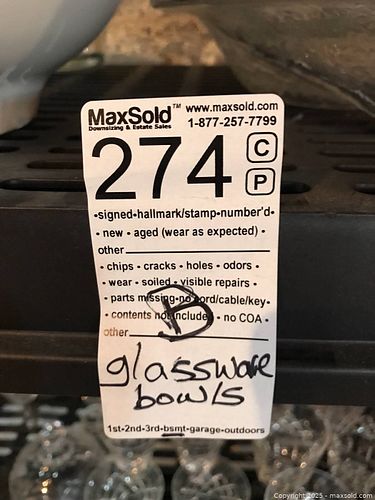 MaxSold™ www.maxsold.com
Downsizing & Estate Sales 1-877-257-7799
274 C
P
•signed-hallmark/stamp-number'd•
• new - aged (wear as expected) •
other
• chips • cracks • holes • odors •
• wear • soiled • visible repairs •
• parts missing-no cord/cable/key•
• contents not included • no COA •
other
B
glassware
bowls
1st-2nd-3rd-bsmt-garage-outdoors
Copyright 2025 - maxsold.com